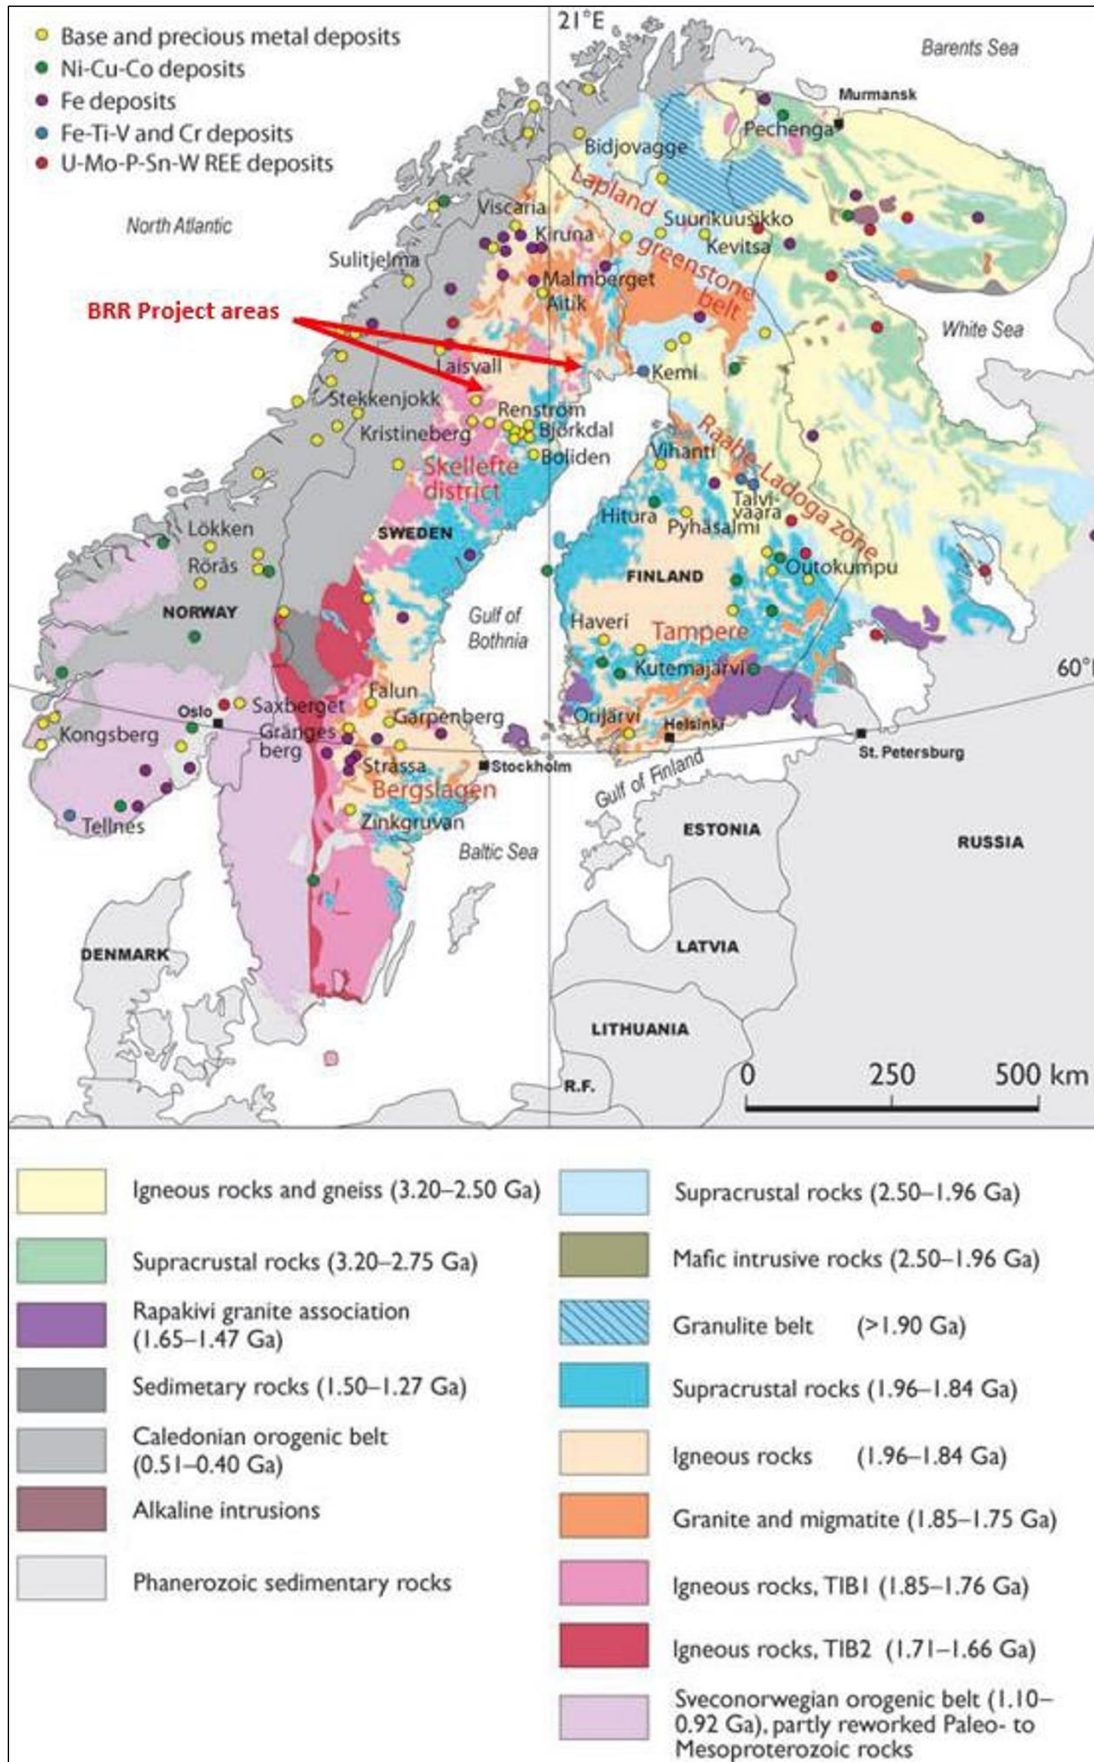 21°E
Base and precious metal deposits
Ni-Cu-Co deposits
Fe deposits
Fe-Ti-V and Cr deposits
U-Mo-P-Sn-W REE deposits
Barents Sea
Murmansk
Pechenga
Bidjovagge
North Atlantic
Lapland
greenstone
belt
Viscaria
Kiruna
Suurikuusikko
Kevitsa
Sulitjelma
Malmberget
Aitik
BRR Project areas
White Sea
Laisvall
Kemi
Stekkenjokk
Renström
Kristineberg
Björkdal
Boliden
Skellefte
district
Raahe-Ladoga zone
Vihanti
Talvi-
vaara
Hitura
Pyhäsalmi
SWEDEN
Lökken
Rörås
Outokumpu
FINLAND
NORWAY
Gulf of
Bothnia
Haveri
Tampere
Kutemajärvi
60°
Falun
Saxberget
Garpenberg
Oslo
Orijärvi
Helsinki
Kongsberg
Gränges
berg
St. Petersburg
Stråssa
Stockholm
Gulf of Finland
Bergslagen
Tellnes
Zinkgruvan
ESTONIA
Baltic Sea
RUSSIA
DENMARK
LATVIA
LITHUANIA
R.F.
0 250 500 km
Igneous rocks and gneiss (3.20–2.50 Ga)
Supracrustal rocks (3.20–2.75 Ga)
Rapakivi granite association
(1.65–1.47 Ga)
Sedimetary rocks (1.50–1.27 Ga)
Caledonian orogenic belt
(0.51–0.40 Ga)
Alkaline intrusions
Phanerozoic sedimentary rocks
Supracrustal rocks (2.50–1.96 Ga)
Mafic intrusive rocks (2.50–1.96 Ga)
Granulite belt (>1.90 Ga)
Supracrustal rocks (1.96–1.84 Ga)
Igneous rocks (1.96–1.84 Ga)
Granite and migmatite (1.85–1.75 Ga)
Igneous rocks, TIB1 (1.85–1.76 Ga)
Igneous rocks, TIB2 (1.71–1.66 Ga)
Sveconorwegian orogenic belt (1.10–
0.92 Ga), partly reworked Paleo- to
Mesoproterozoic rocks